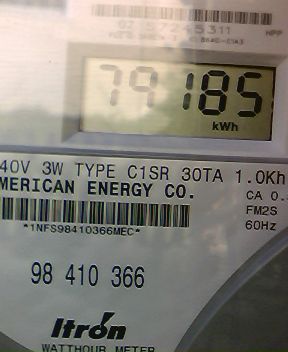 79185
kWh
40V 3W TYPE C1SR 30TA 1.0Kh
MERICAN ENERGY CO.
CA 0.
FM2S
*1NFS98410366MEC*
60Hz
98 410 366
Itrón
WATTHOUR METER